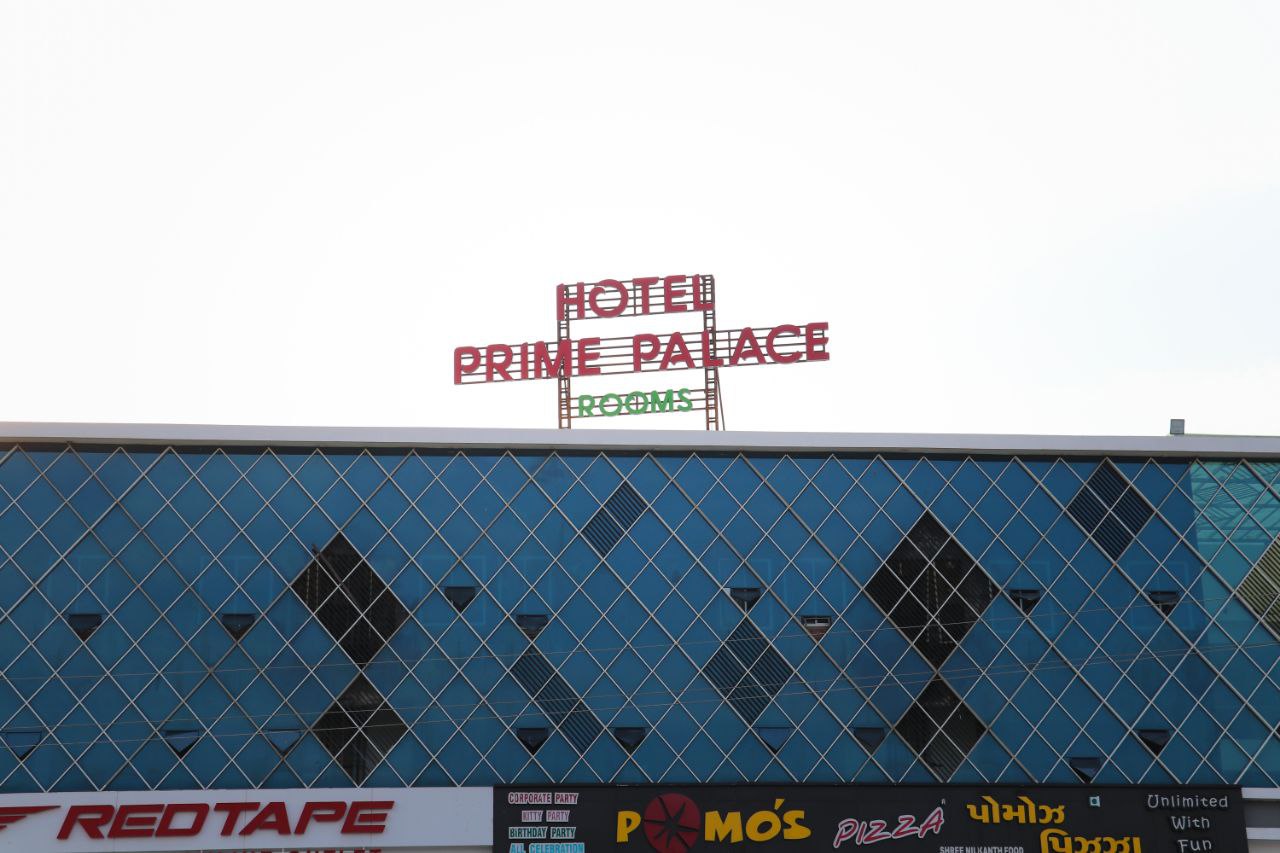 HOTEL
PRIME PALACE
ROOMS
REDTAPE
CORPORATE PARTY
KITTY PARTY
BIRTHDAY PARTY
ALL CELEBRATION
POMO'S
PIZZA
SHREE NILKANTH FOOD
પોમોઝ
પિઝઝા
Unlimited
With
Fun